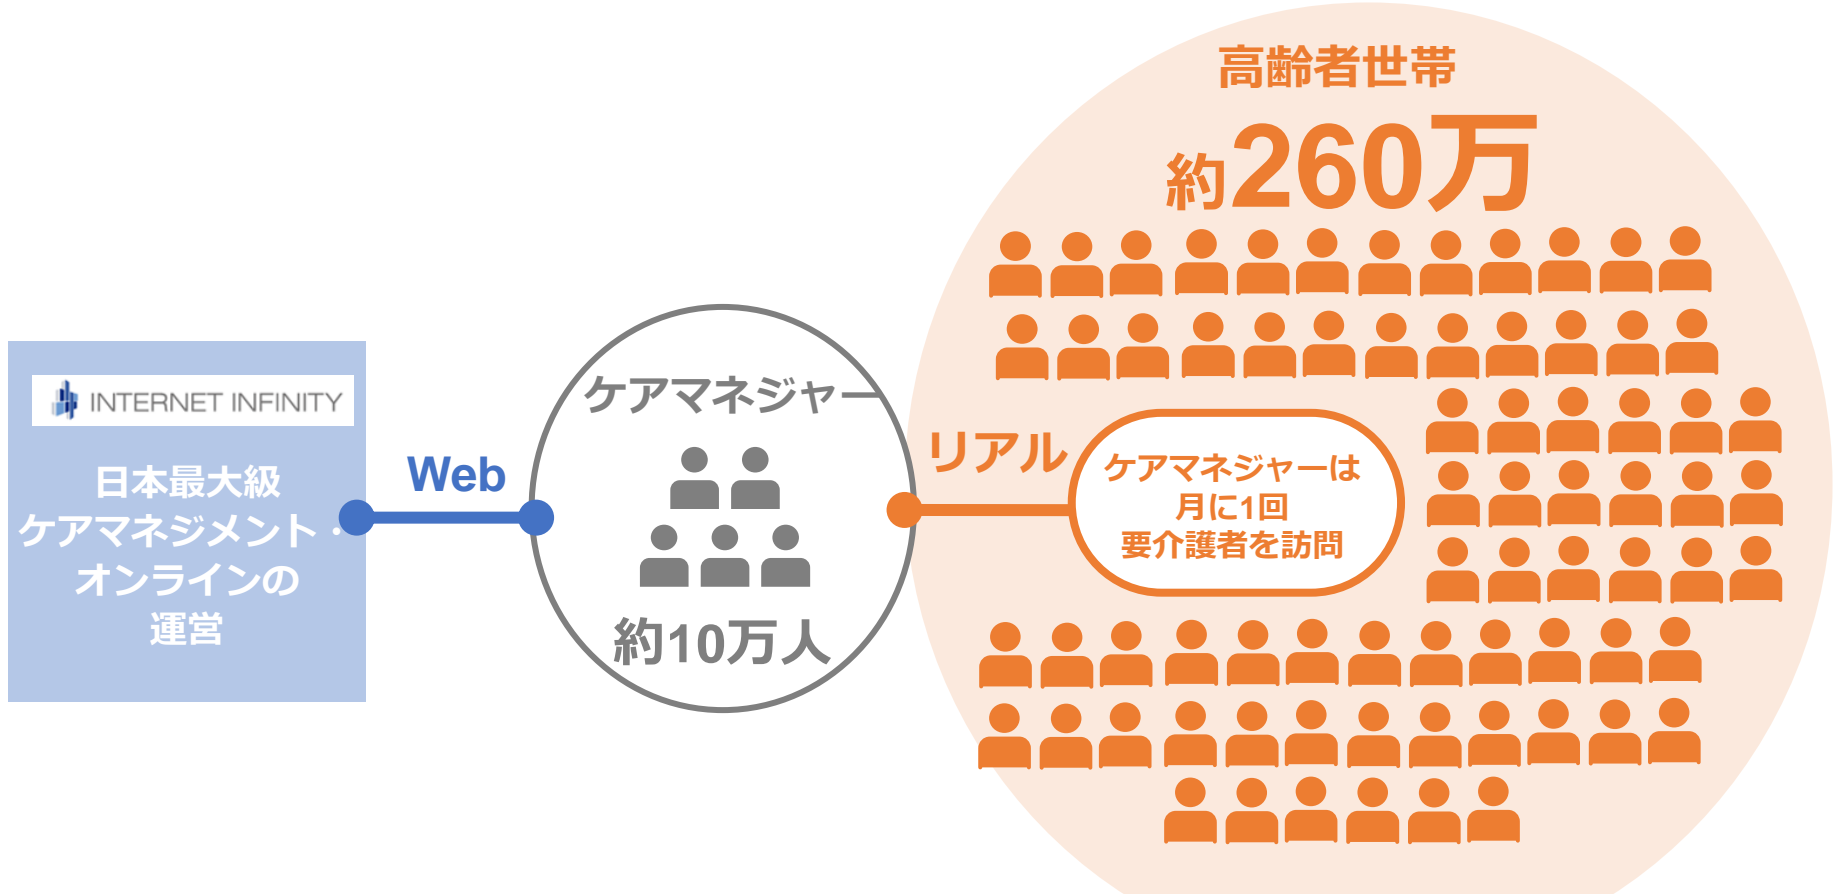 高齢者世帯
約260万
INTERNET INFINITY
日本最大級
ケアマネジメント・
オンラインの
運営
Web
ケアマネジャー
約10万人
リアル
ケアマネジャーは
月に1回
要介護者を訪問